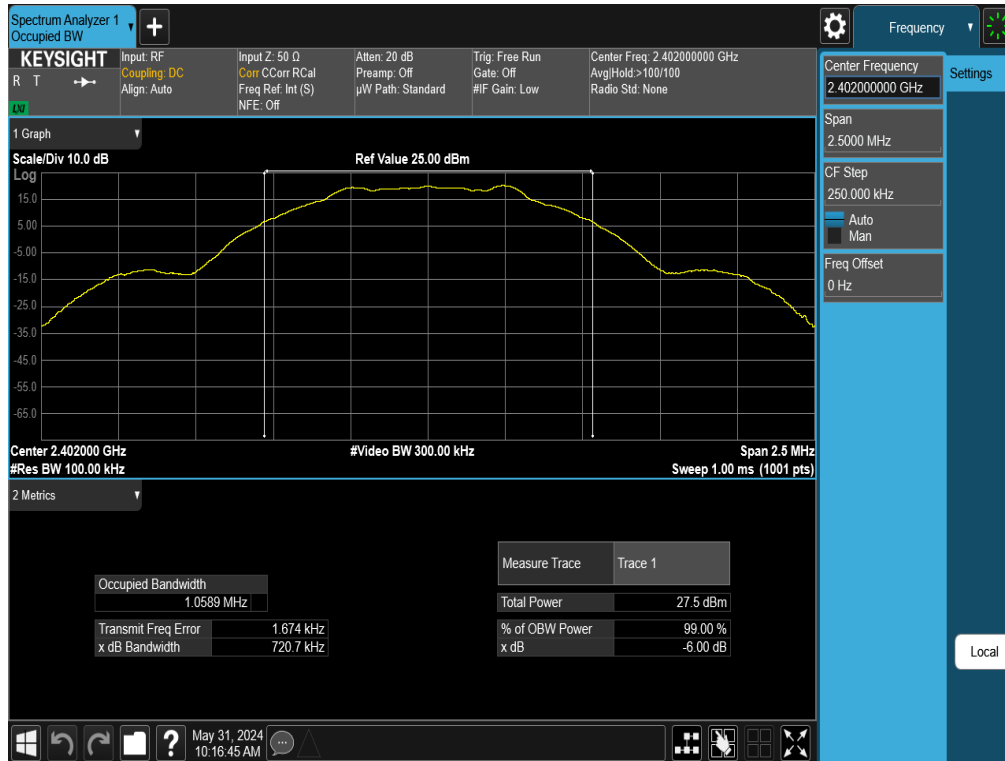 Spectrum Analyzer 1
Occupied BW
+
Frequency
KEYSIGHT
R T
LXI
Input: RF
Coupling: DC
Align: Auto
Input Z: 50 Ω
Corr CCorr RCal
Freq Ref: Int (S)
NFE: Off
Atten: 20 dB
Preamp: Off
µW Path: Standard
Trig: Free Run
Gate: Off
#IF Gain: Low
Center Freq: 2.402000000 GHz
Avg|Hold:>100/100
Radio Std: None
Center Frequency
2.402000000 GHz
Settings
Span
2.5000 MHz
CF Step
250.000 kHz
Auto
Man
Freq Offset
0 Hz
Local
1 Graph
Scale/Div 10.0 dB
Ref Value 25.00 dBm
Log
15.0
5.00
-5.00
-15.0
-25.0
-35.0
-45.0
-55.0
-65.0
Center 2.402000 GHz
#Video BW 300.00 kHz
Span 2.5 MHz
#Res BW 100.00 kHz
Sweep 1.00 ms (1001 pts)
2 Metrics
Measure Trace Trace 1
Occupied Bandwidth
1.0589 MHz
Total Power 27.5 dBm
Transmit Freq Error 1.674 kHz
% of OBW Power 99.00 %
x dB Bandwidth 720.7 kHz
x dB -6.00 dB
?
May 31, 2024
10:16:45 AM